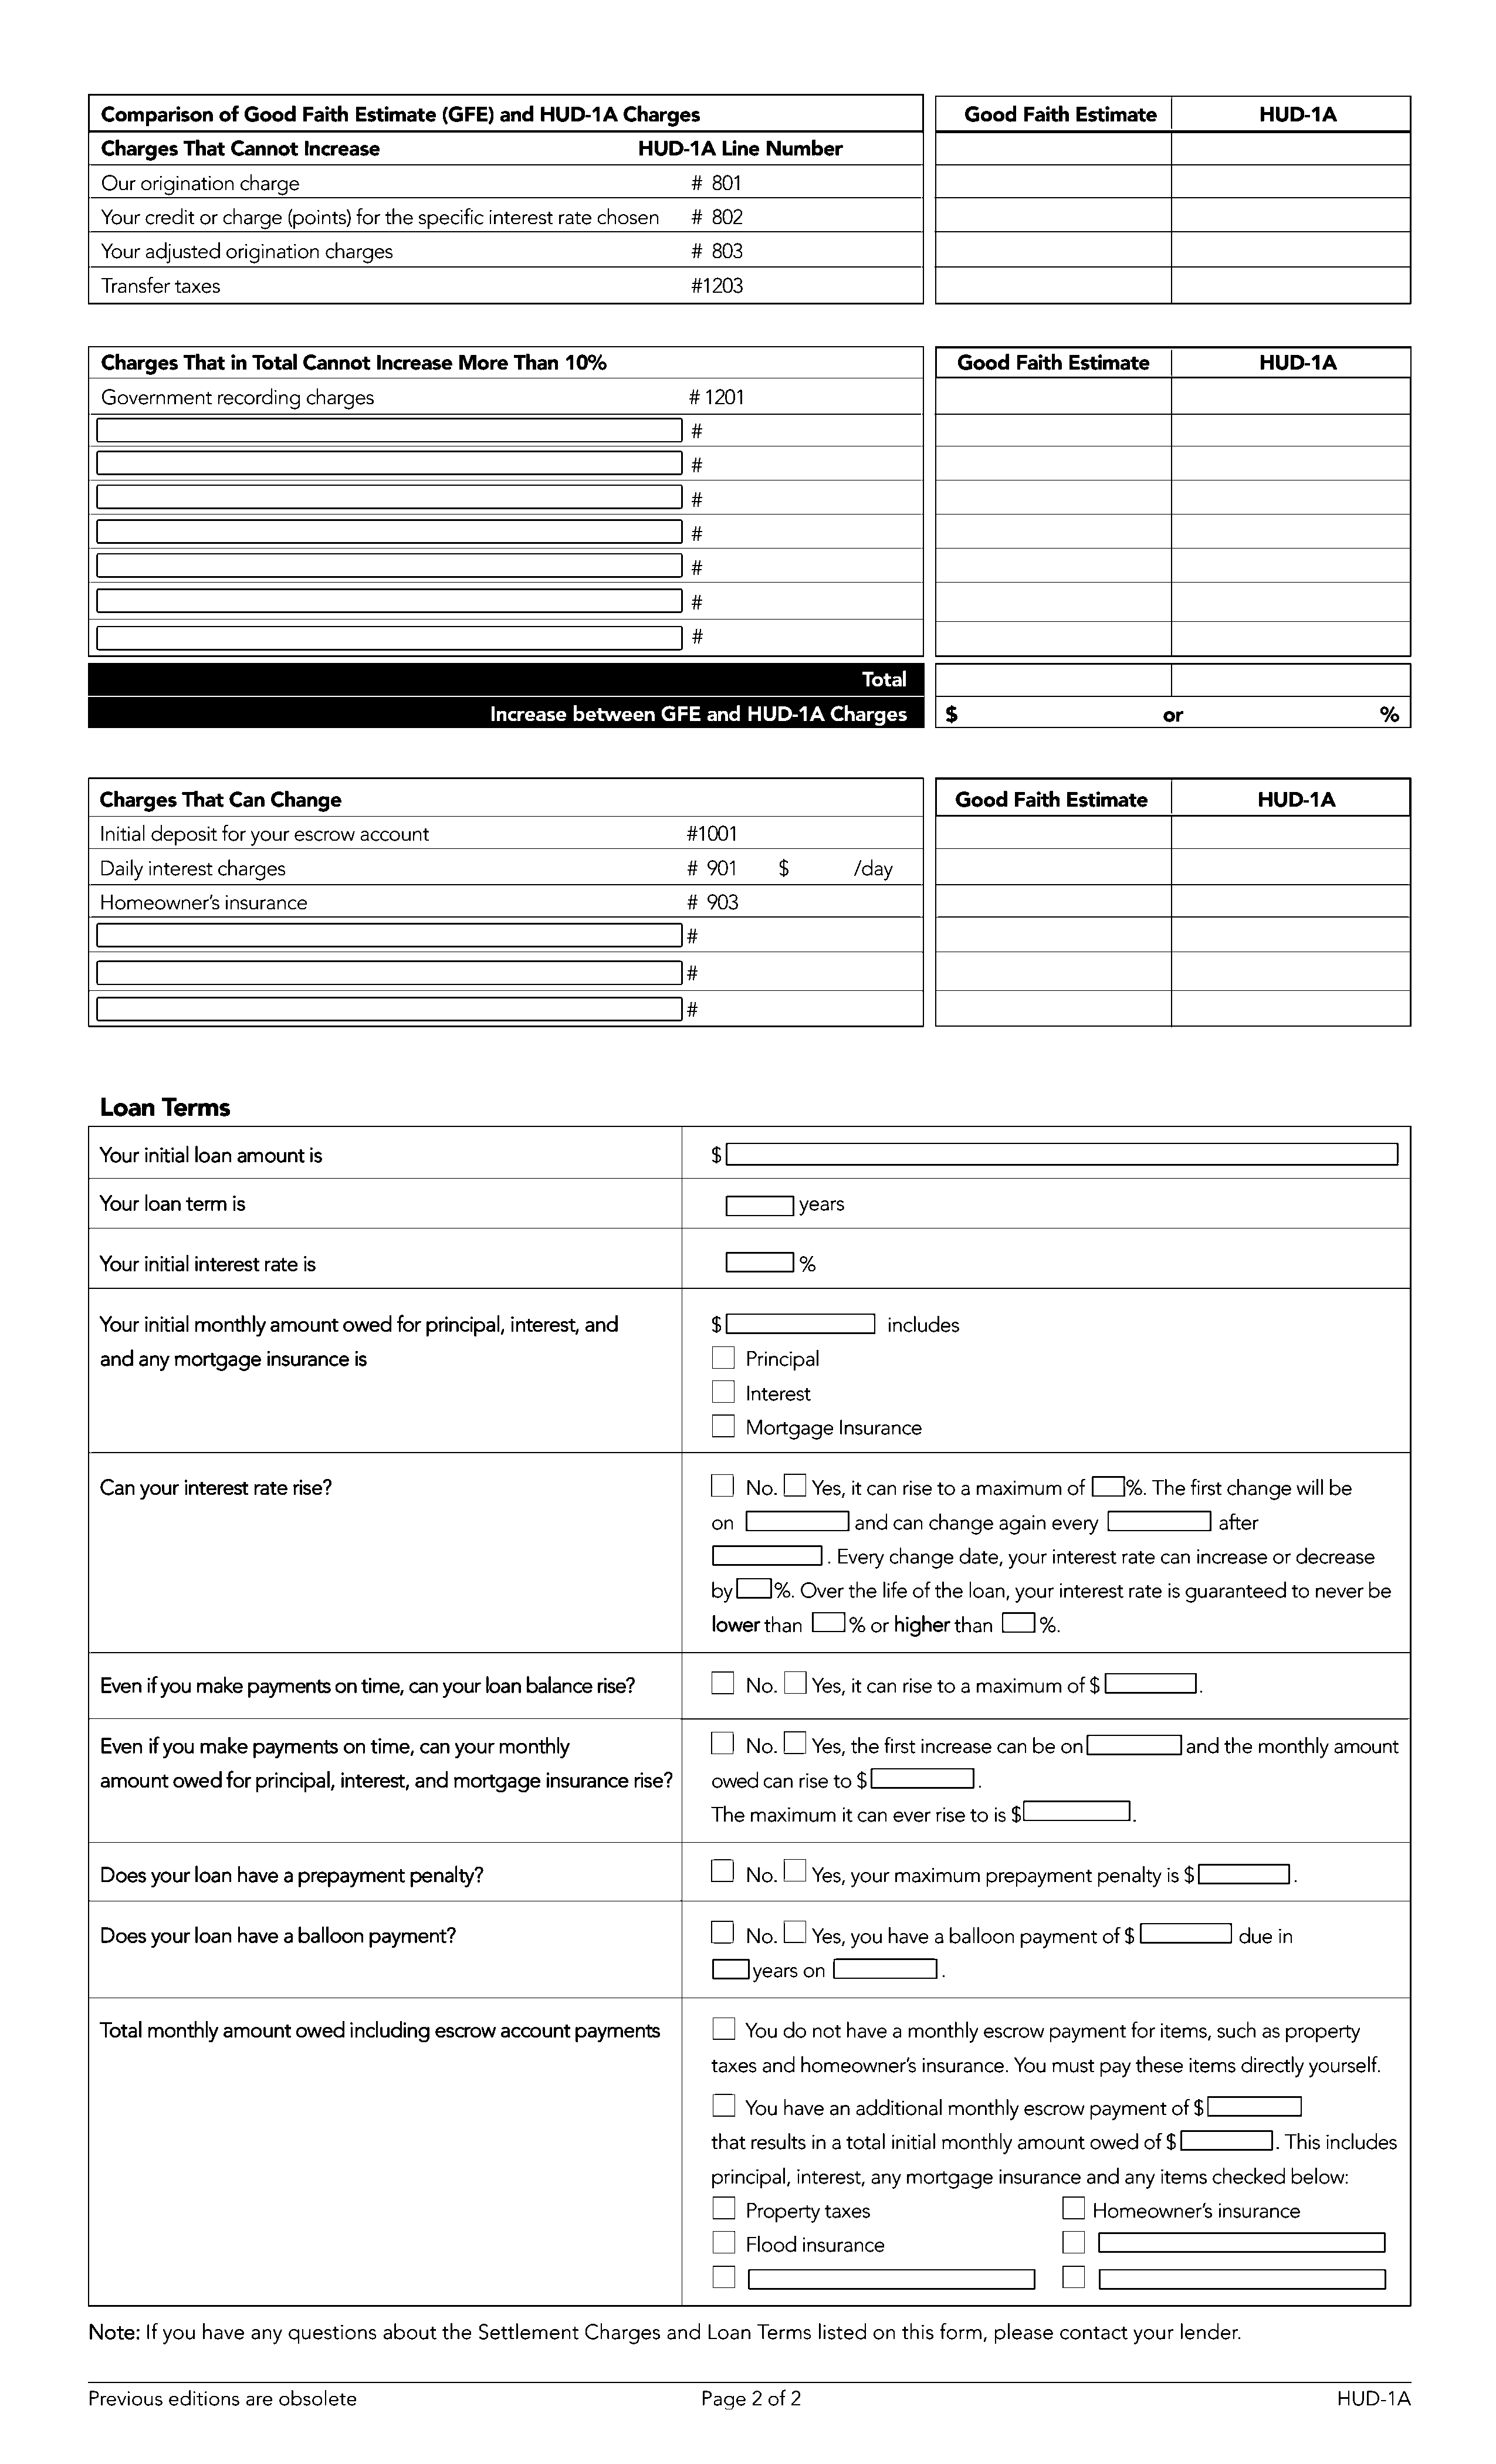 Comparison of Good Faith Estimate (GFE) and HUD-1A Charges Good Faith Estimate HUD-1A
Charges That Cannot Increase HUD-1A Line Number
Our origination charge # 801
Your credit or charge (points) for the specific interest rate chosen # 802
Your adjusted origination charges # 803
Transfer taxes #1203
Charges That in Total Cannot Increase More Than 10% Good Faith Estimate HUD-1A
Government recording charges # 1201
#
#
#
#
#
#
#
Total
Increase between GFE and HUD-1A Charges $ or %
Charges That Can Change Good Faith Estimate HUD-1A
Initial deposit for your escrow account #1001
Daily interest charges # 901 $ /day
Homeowner's insurance # 903
#
#
#
Loan Terms
Your initial loan amount is $
Your loan term is years
Your initial interest rate is %
Your initial monthly amount owed for principal, interest, and $ includes
and any mortgage insurance is Principal
Interest
Mortgage Insurance
Can your interest rate rise? No. Yes, it can rise to a maximum of %. The first change will be
on and can change again every after
. Every change date, your interest rate can increase or decrease
by %. Over the life of the loan, your interest rate is guaranteed to never be
lower than % or higher than %.
Even if you make payments on time, can your loan balance rise? No. Yes, it can rise to a maximum of $ .
Even if you make payments on time, can your monthly No. Yes, the first increase can be on and the monthly amount
amount owed for principal, interest, and mortgage insurance rise? owed can rise to $ .
The maximum it can ever rise to is $ .
Does your loan have a prepayment penalty? No. Yes, your maximum prepayment penalty is $ .
Does your loan have a balloon payment? No. Yes, you have a balloon payment of $ due in
years on .
Total monthly amount owed including escrow account payments You do not have a monthly escrow payment for items, such as property
taxes and homeowner's insurance. You must pay these items directly yourself.
You have an additional monthly escrow payment of $
that results in a total initial monthly amount owed of $ . This includes
principal, interest, any mortgage insurance and any items checked below:
Property taxes Homeowner's insurance
Flood insurance
Note: If you have any questions about the Settlement Charges and Loan Terms listed on this form, please contact your lender.
Previous editions are obsolete Page 2 of 2 HUD-1A